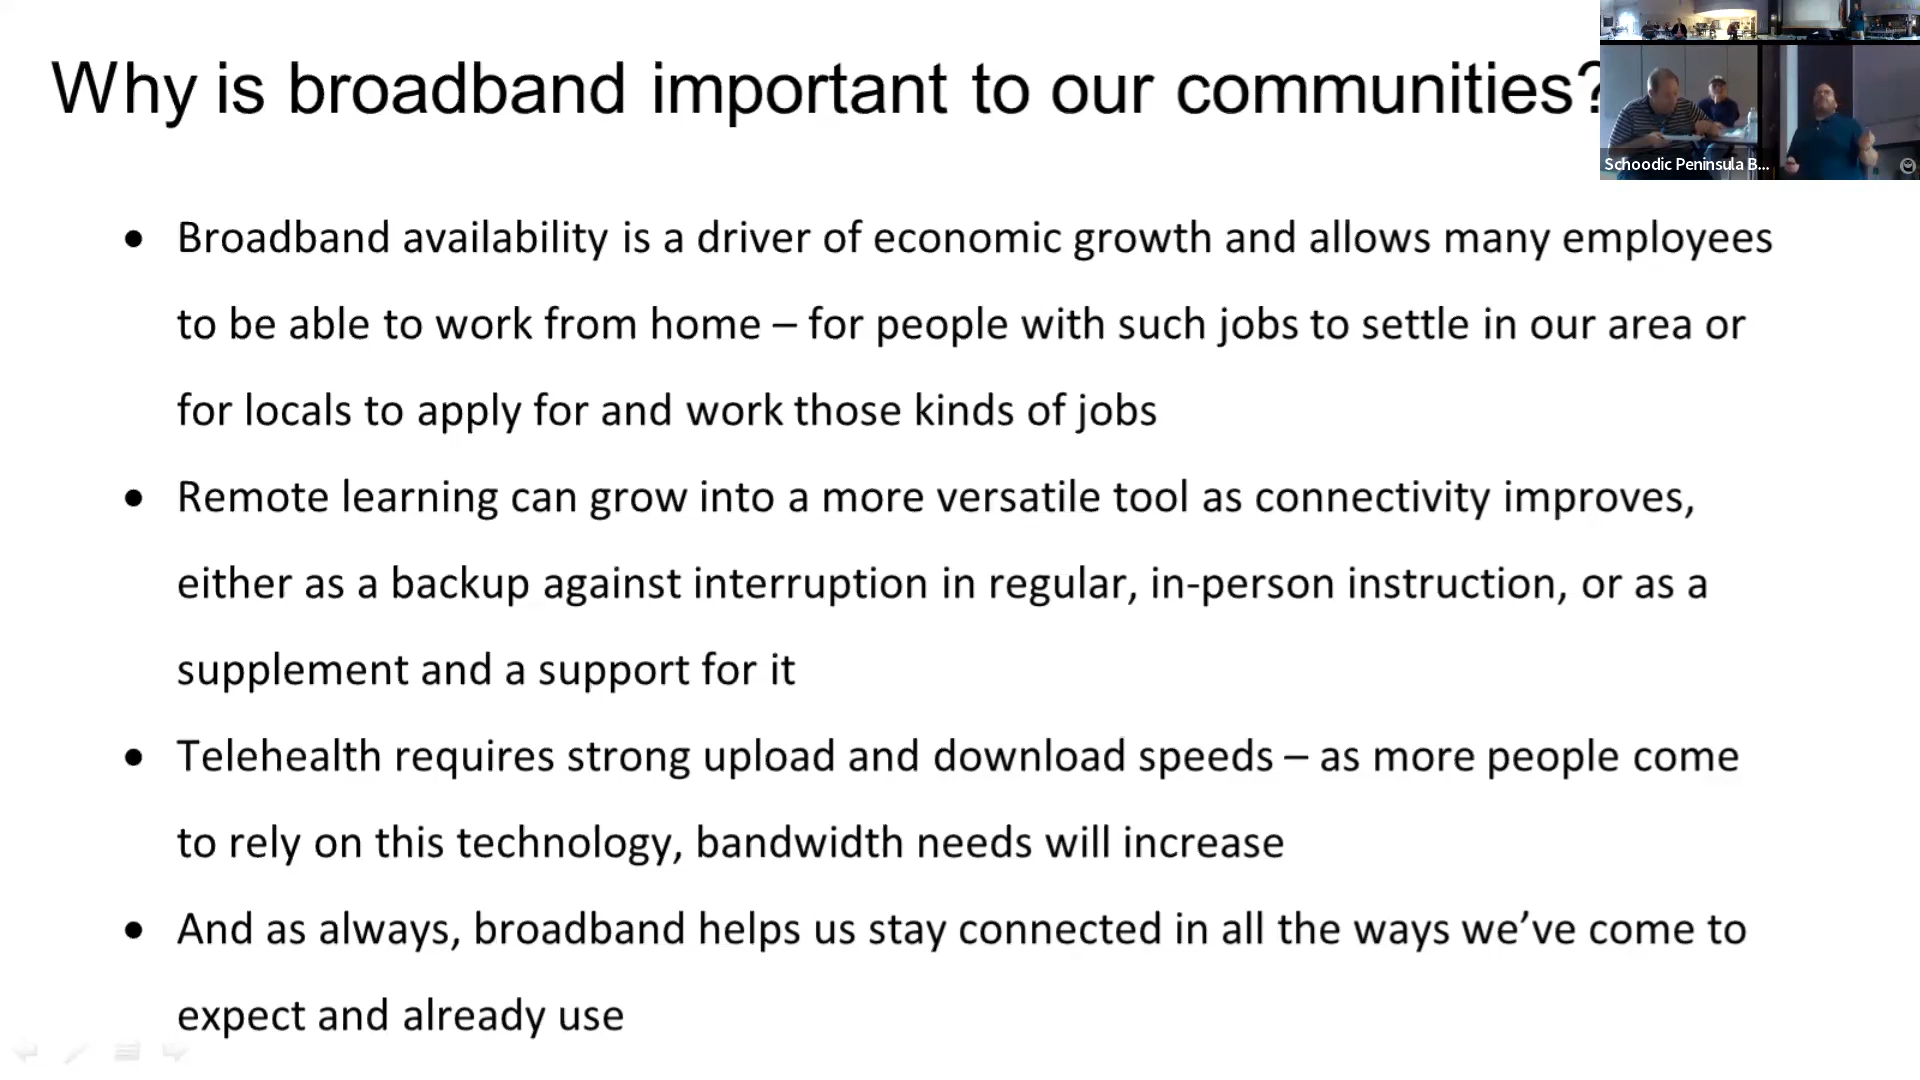 Why is broadband important to our communities?
Schoodic Peninsula B...
• Broadband availability is a driver of economic growth and allows many employees
to be able to work from home – for people with such jobs to settle in our area or
for locals to apply for and work those kinds of jobs
• Remote learning can grow into a more versatile tool as connectivity improves,
either as a backup against interruption in regular, in-person instruction, or as a
supplement and a support for it
• Telehealth requires strong upload and download speeds – as more people come
to rely on this technology, bandwidth needs will increase
• And as always, broadband helps us stay connected in all the ways we’ve come to
expect and already use